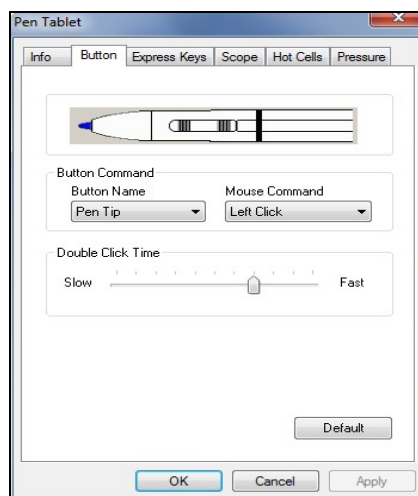 Pen Tablet
Info Button Express Keys Scope Hot Cells Pressure
Button Command
Button Name Mouse Command
Pen Tip Left Click
Double Click Time
Slow Fast
Default
OK Cancel Apply